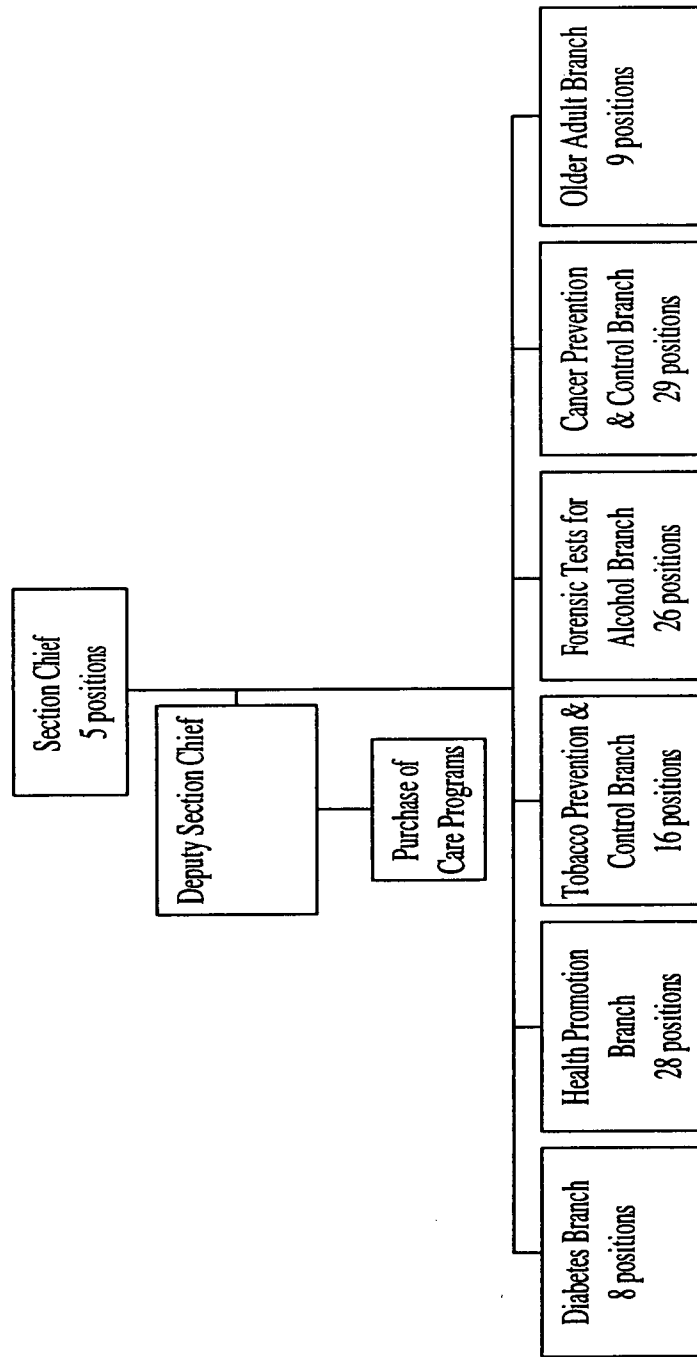 Section Chief
5 positions
Deputy Section Chief
Purchase of
Care Programs
Diabetes Branch
8 positions
Health Promotion
Branch
28 positions
Tobacco Prevention &
Control Branch
16 positions
Forensic Tests for
Alcohol Branch
26 positions
Cancer Prevention
& Control Branch
29 positions
Older Adult Branch
9 positions